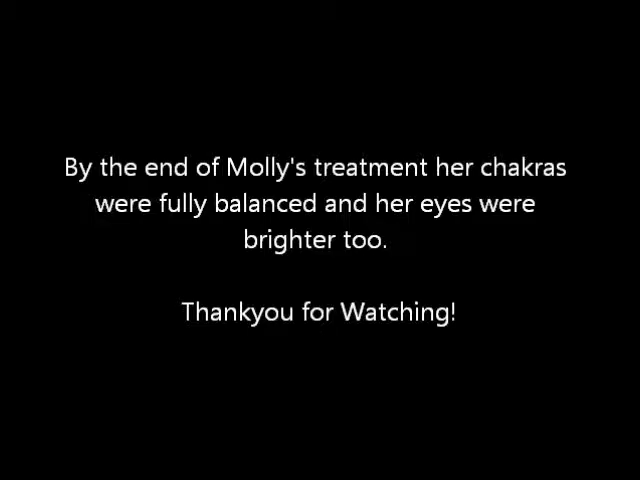 By the end of Molly's treatment her chakras
were fully balanced and her eyes were
brighter too.
Thankyou for Watching!